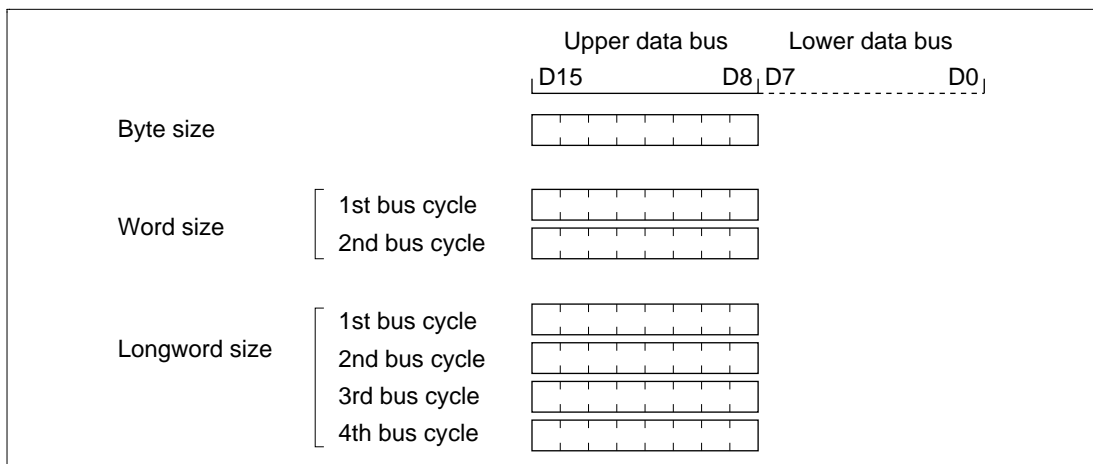 Upper data bus Lower data bus
D15 D8 D7 D0
Byte size
Word size
1st bus cycle
2nd bus cycle
Longword size
1st bus cycle
2nd bus cycle
3rd bus cycle
4th bus cycle